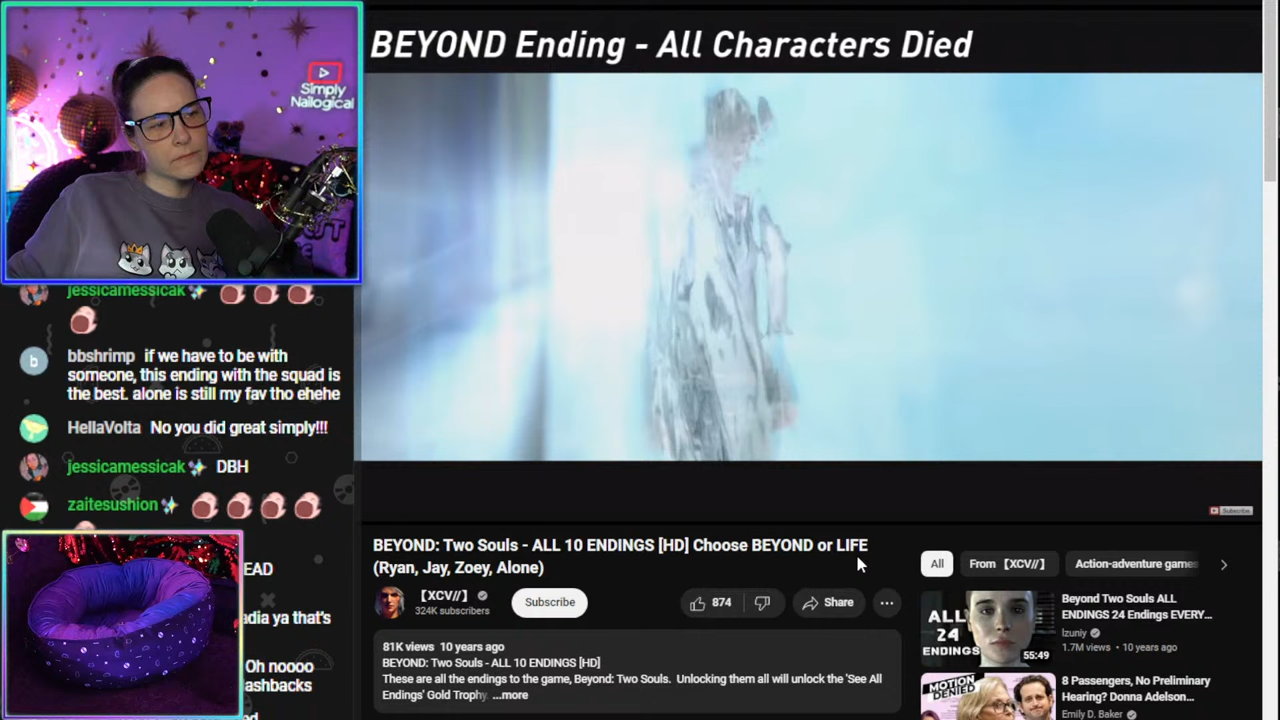 Simply
Nailogical
BEYOND Ending - All Characters Died
jessicamessicak
bbshrimp if we have to be with
someone, this ending with the squad is
the best. alone is still my fav tho ehehe
HellaVolta No you did great simply!!!
jessicamessicak DBH
zaitesushion
EAD
adia ya that's
Oh noooo
ashbacks
Subscribe
BEYOND: Two Souls - ALL 10 ENDINGS [HD] Choose BEYOND or LIFE
(Ryan, Jay, Zoey, Alone)
【XCV//】
324K subscribers
Subscribe
874
Share
81K views 10 years ago
BEYOND: Two Souls - ALL 10 ENDINGS [HD]
These are all the endings to the game, Beyond: Two Souls. Unlocking them all will unlock the 'See All
Endings' Gold Trophy. ...more
All
From 【XCV//】
Action-adventure games
ALL
24
ENDINGS
55:49
Beyond Two Souls ALL
ENDINGS 24 Endings EVERY...
Izuniy
1.7M views • 10 years ago
MOTION
DENIED
8 Passengers, No Preliminary
Hearing? Donna Adelson...
Emily D. Baker